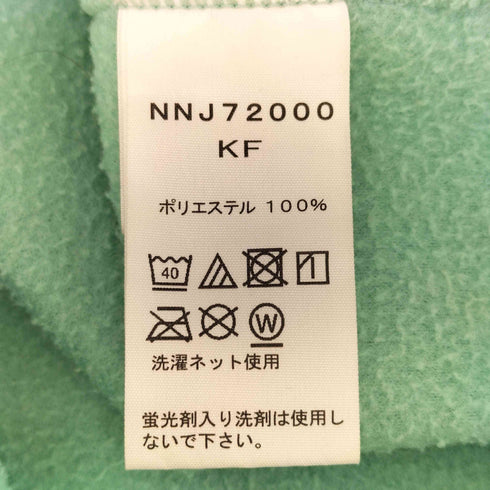 NNJ72000
KF
ポリエステル 100%
40
W
洗濯ネット使用
蛍光剤入り洗剤は使用し
ないで下さい。